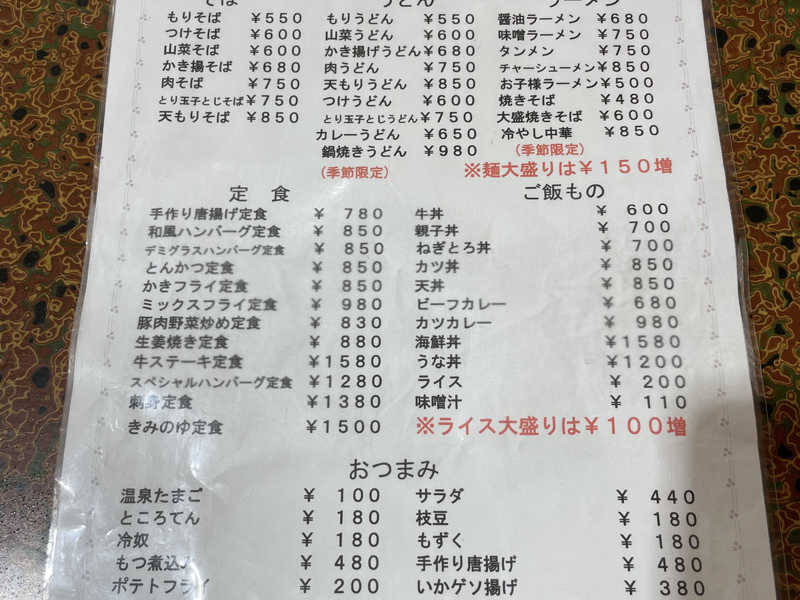 そば
もりそば ￥５５０
つけそば ￥６００
山菜そば ￥６００
かき揚そば ￥６８０
肉そば ￥７５０
とり玉子とじそば ￥７５０
天もりそば ￥８５０
うどん
もりうどん ￥５５０
山菜うどん ￥６００
かき揚げうどん ￥６８０
肉うどん ￥７５０
天もりうどん ￥８５０
つけうどん ￥６００
とり玉子とじうどん ￥７５０
カレーうどん ￥６５０
鍋焼きうどん ￥９８０
（季節限定）
ラーメン
醤油ラーメン ￥６８０
味噌ラーメン ￥７５０
タンメン ￥７５０
チャーシューメン ￥８５０
お子様ラーメン ￥５００
焼きそば ￥４８０
大盛焼きそば ￥６００
冷やし中華 ￥８５０
（季節限定）
※麺大盛りは￥１５０増
定食
手作り唐揚げ定食 ￥ ７８０
和風ハンバーグ定食 ￥ ８５０
デミグラスハンバーグ定食 ￥ ８５０
とんかつ定食 ￥ ８５０
かきフライ定食 ￥ ８５０
ミックスフライ定食 ￥ ９８０
豚肉野菜炒め定食 ￥ ８３０
生姜焼き定食 ￥ ８８０
牛ステーキ定食 ￥１５８０
スペシャルハンバーグ定食 ￥１２８０
刺身定食 ￥１３８０
きみのゆ定食 ￥１５００
ご飯もの
牛丼 ￥ ６００
親子丼 ￥ ７００
ねぎとろ丼 ￥ ７００
カツ丼 ￥ ８５０
天丼 ￥ ８５０
ビーフカレー ￥ ６８０
カツカレー ￥ ９８０
海鮮丼 ￥１５８０
うな丼 ￥１２００
ライス ￥ ２００
味噌汁 ￥ １１０
※ライス大盛りは￥１００増
おつまみ
温泉たまご ￥ １００
ところてん ￥ １８０
冷奴 ￥ １８０
もつ煮込み ￥ ４８０
ポテトフライ ￥ ２００
サラダ ￥ ４４０
枝豆 ￥ １８０
もずく ￥ １８０
手作り唐揚げ ￥ ４８０
いかゲソ揚げ ￥ ３８０